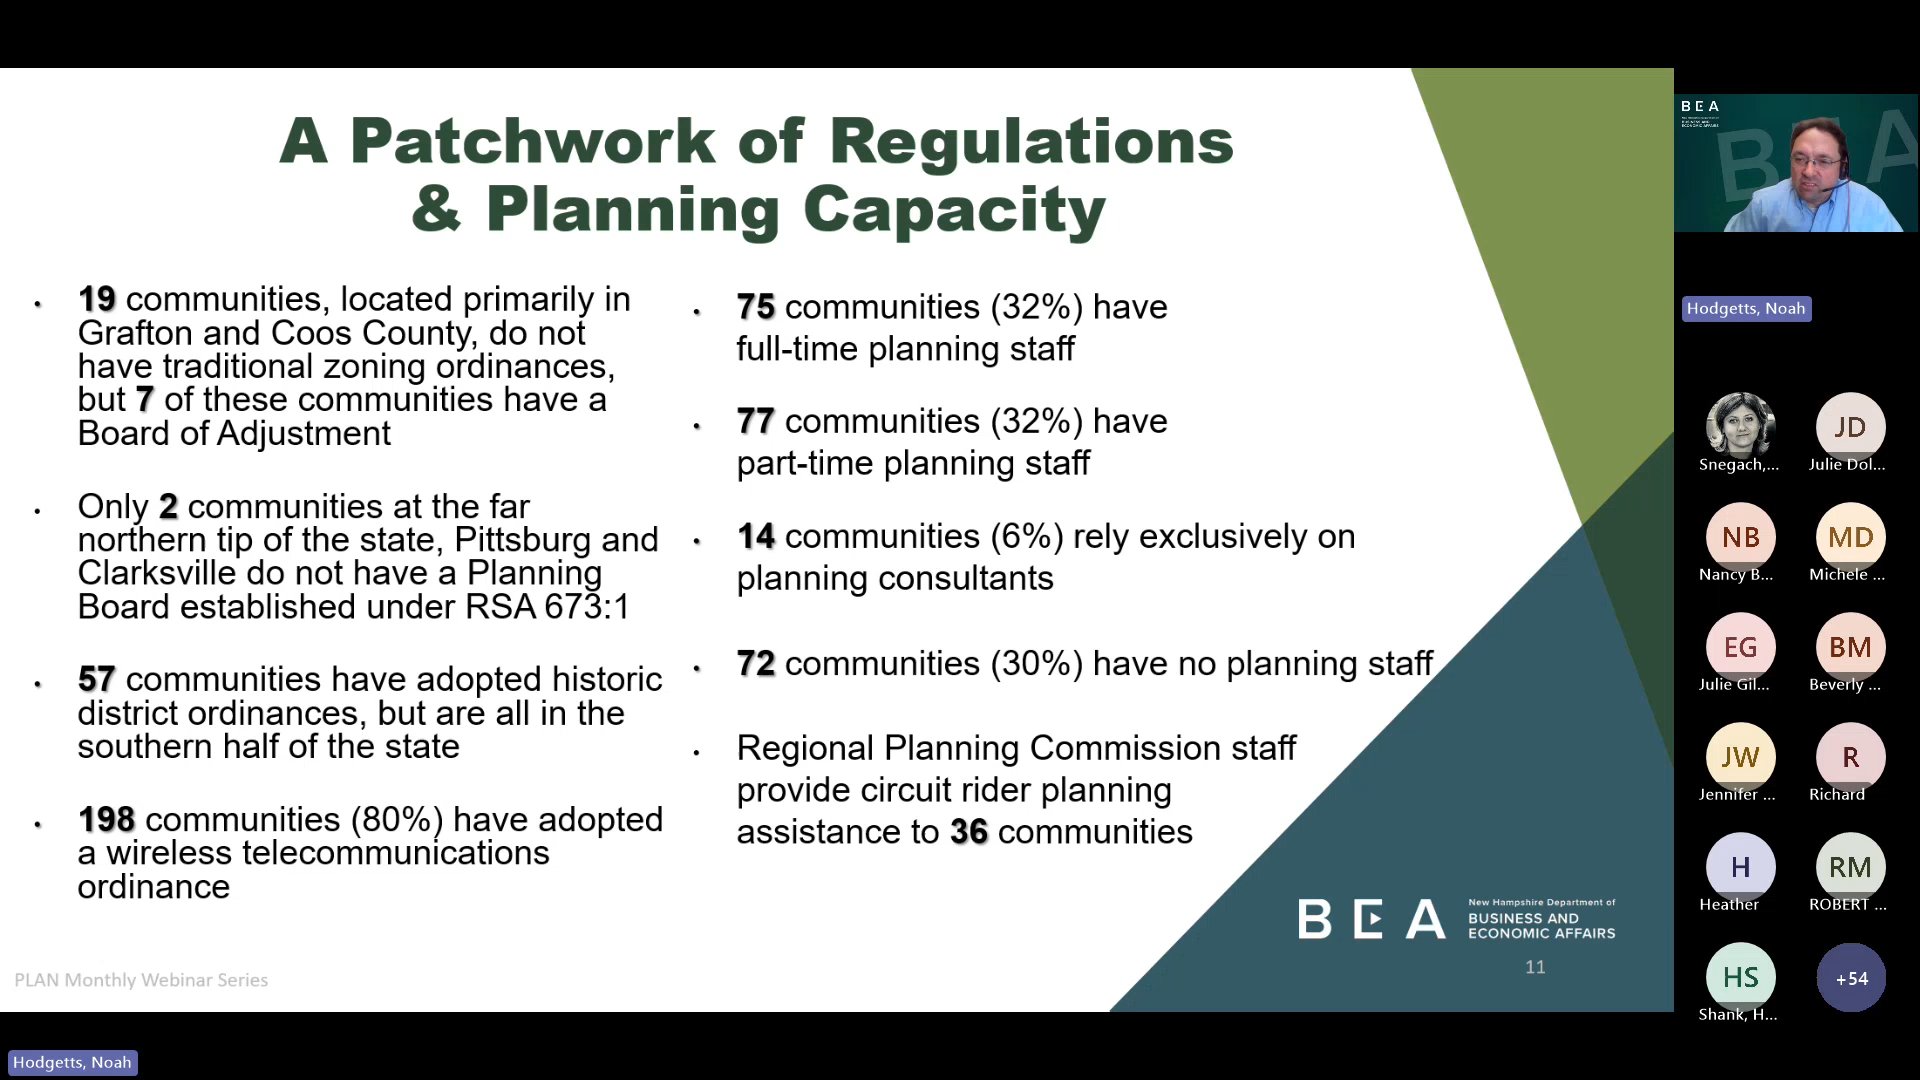 A Patchwork of Regulations
& Planning Capacity
• 19 communities, located primarily in
Grafton and Coos County, do not
have traditional zoning ordinances,
but 7 of these communities have a
Board of Adjustment
• Only 2 communities at the far
northern tip of the state, Pittsburg and
Clarksville do not have a Planning
Board established under RSA 673:1
• 57 communities have adopted historic
district ordinances, but are all in the
southern half of the state
• 198 communities (80%) have adopted
a wireless telecommunications
ordinance
• 75 communities (32%) have
full-time planning staff
• 77 communities (32%) have
part-time planning staff
• 14 communities (6%) rely exclusively on
planning consultants
• 72 communities (30%) have no planning staff
• Regional Planning Commission staff
provide circuit rider planning
assistance to 36 communities
BEA
New Hampshire Department of
BUSINESS AND
ECONOMIC AFFAIRS
11
PLAN Monthly Webinar Series
Hodgetts, Noah
BEA
BEA
Hodgetts, Noah
Snegach,...
JD
Julie Dol...
NB
Nancy B...
MD
Michele ...
EG
Julie Gil...
BM
Beverly ...
JW
Jennifer ...
R
Richard
H
Heather
RM
ROBERT ...
HS
Shank, H...
+54